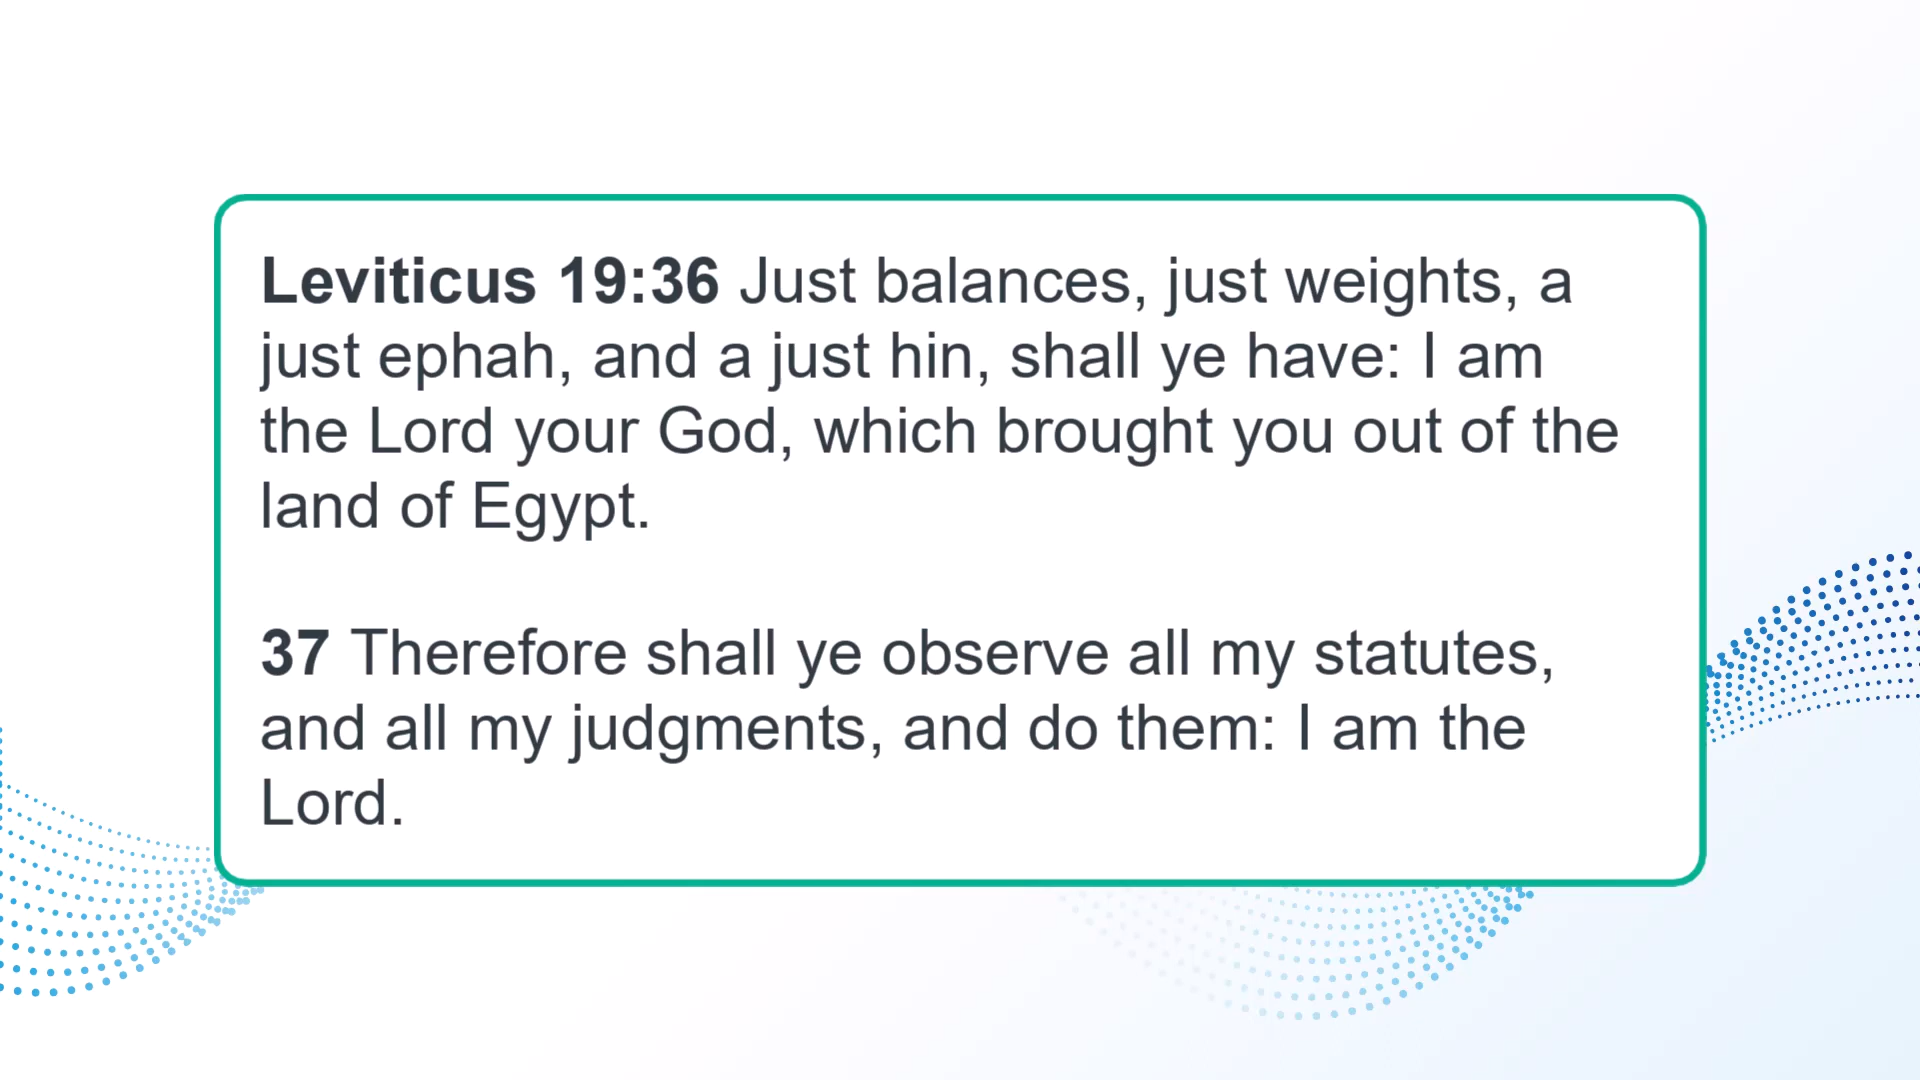 Leviticus 19:36 Just balances, just weights, a
just ephah, and a just hin, shall ye have: I am
the Lord your God, which brought you out of the
land of Egypt.
37 Therefore shall ye observe all my statutes,
and all my judgments, and do them: I am the
Lord.